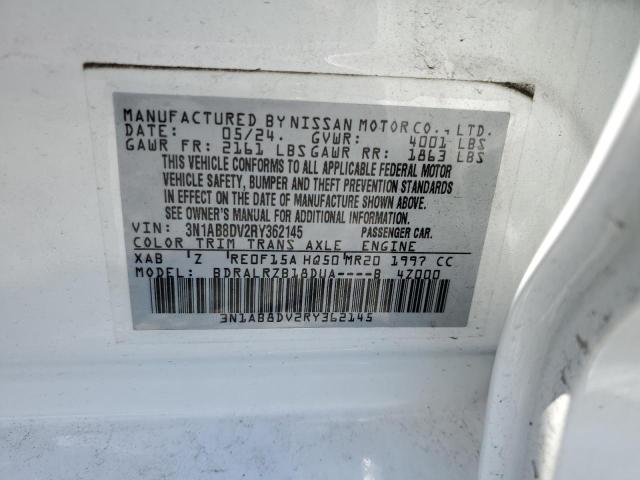 MANUFACTURED BY NISSAN MOTOR CO., LTD.
DATE: 05/24 GVWR: 4001 LBS
GAWR FR: 2161 LBS GAWR RR: 1863 LBS
THIS VEHICLE CONFORMS TO ALL APPLICABLE FEDERAL MOTOR
VEHICLE SAFETY, BUMPER AND THEFT PREVENTION STANDARDS
IN EFFECT ON THE DATE OF MANUFACTURE SHOWN ABOVE.
SEE OWNER'S MANUAL FOR ADDITIONAL INFORMATION.
VIN: 3N1AB8DV2RY362145 PASSENGER CAR.
COLOR TRIM TRANS AXLE ENGINE
XAB Z RE0F15A HQ50 MR20 1997 CC
MODEL: BDRALRZB18DUA----B 4Z000
3N1AB8DV2RY362145